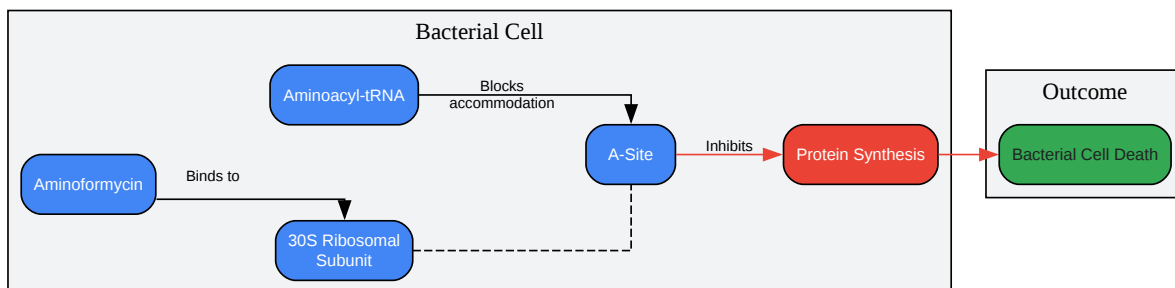 Bacterial Cell
Aminoacyl-tRNA
Blocks
accommodation
Outcome
A-Site
Inhibits
Protein Synthesis
Bacterial Cell Death
Aminoformycin
Binds to
30S Ribosomal
Subunit